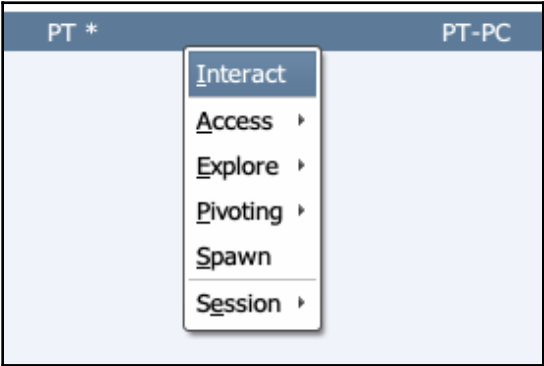 PT * PT-PC
Interact
Access
Explore
Pivoting
Spawn
Session